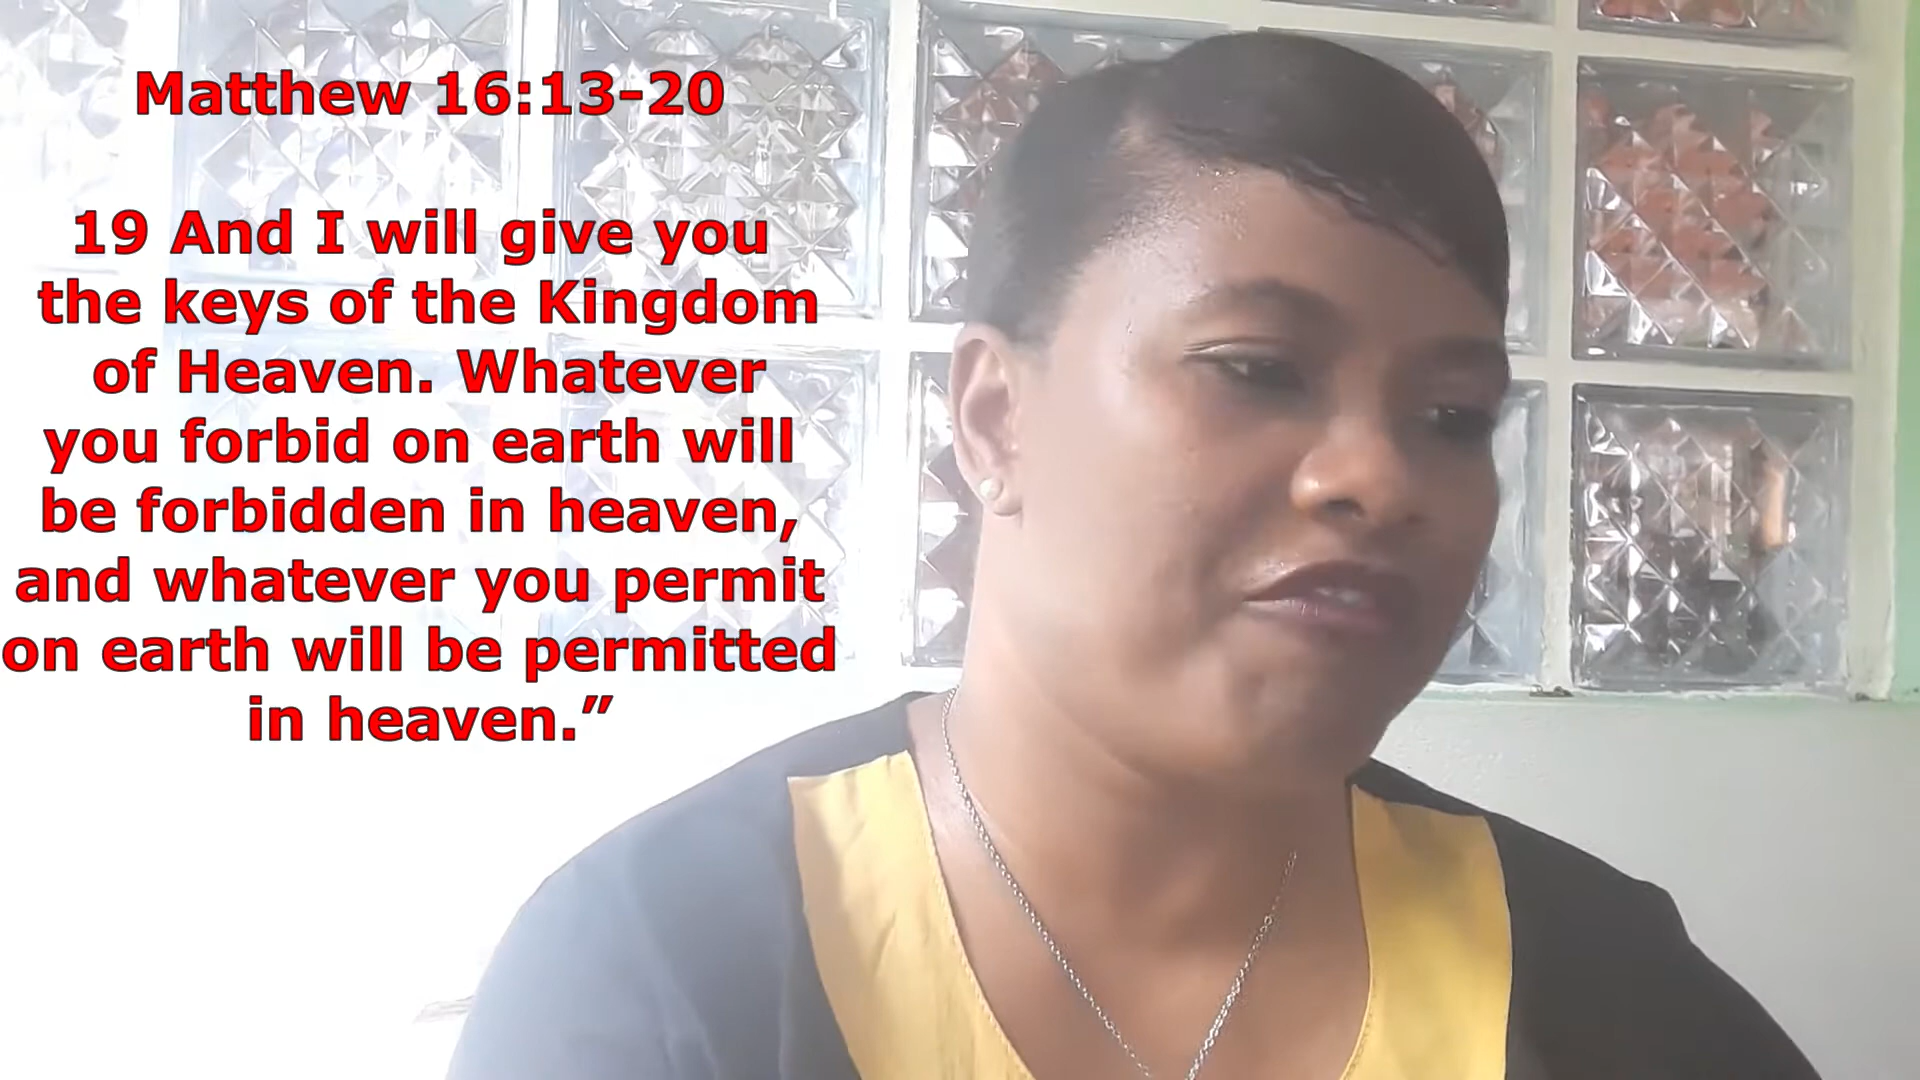 Matthew 16:13-20
19 And I will give you
the keys of the Kingdom
of Heaven. Whatever
you forbid on earth will
be forbidden in heaven,
and whatever you permit
on earth will be permitted
in heaven.”